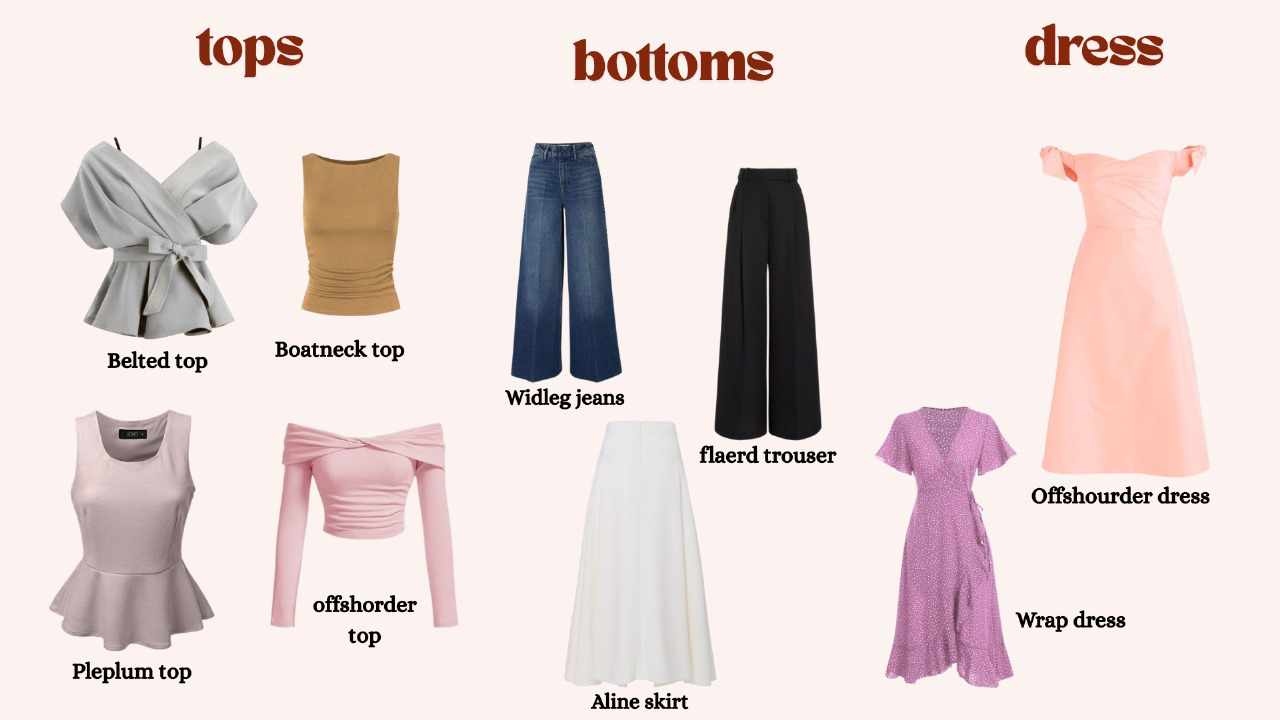 tops
bottoms
dress
Belted top
Boatneck top
Widleg jeans
flaerd trouser
Offshourder dress
offshorder
top
Wrap dress
Pleplum top
Aline skirt